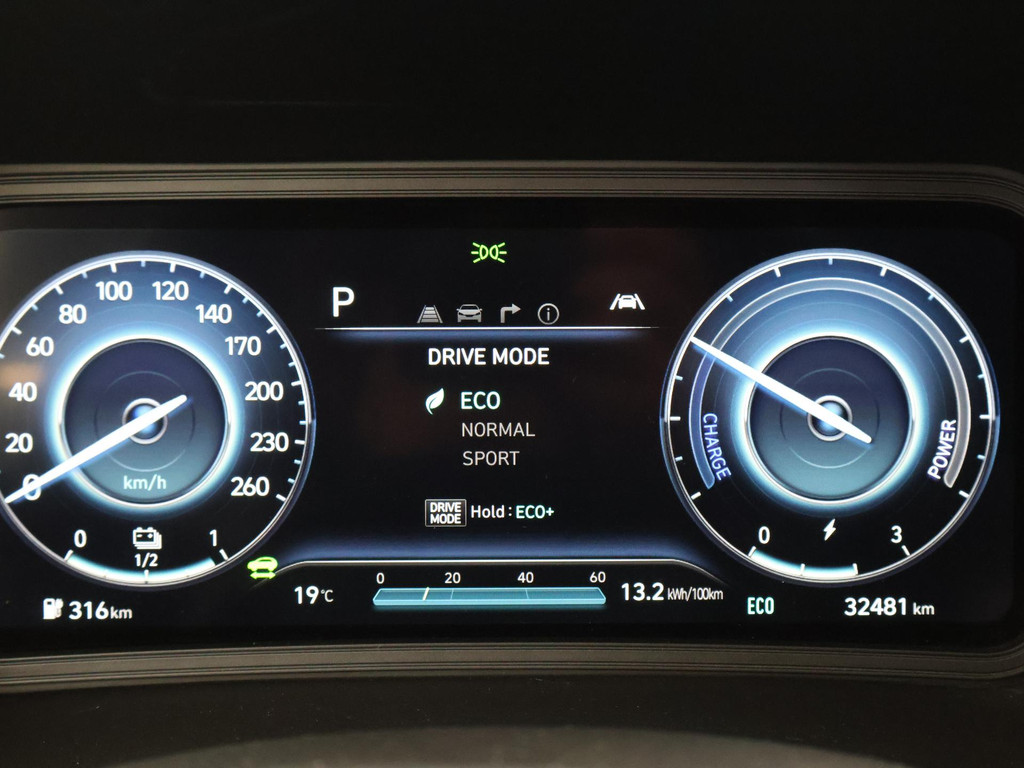 P
DRIVE MODE
ECO
NORMAL
SPORT
DRIVE MODE Hold : ECO+
0
20
40
60
80
100
120
140
170
200
230
260
km/h
0
1/2
1
316 km
19°C
0 20 40 60
13.2 kWh/100km
CHARGE
POWER
0
3
ECO
32481 km